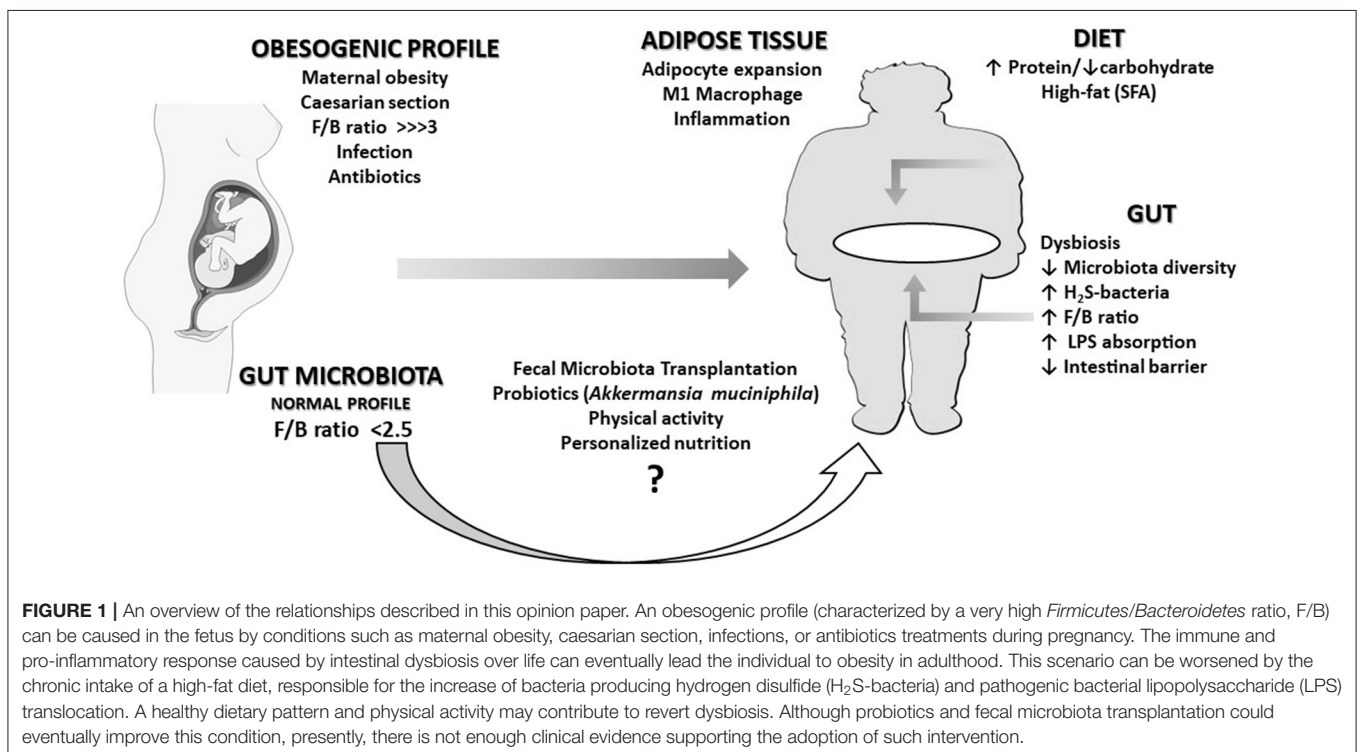 OBESOGENIC PROFILE
Maternal obesity
Caesarian section
F/B ratio >>>3
Infection
Antibiotics
ADIPOSE TISSUE
Adipocyte expansion
M1 Macrophage
Inflammation
DIET
↑ Protein/↓carbohydrate
High-fat (SFA)
GUT
Dysbiosis
↓ Microbiota diversity
↑ H₂S-bacteria
↑ F/B ratio
↑ LPS absorption
↓ Intestinal barrier
GUT MICROBIOTA
NORMAL PROFILE
F/B ratio <2.5
Fecal Microbiota Transplantation
Probiotics (Akkermansia muciniphila)
Physical activity
Personalized nutrition
?
FIGURE 1 | An overview of the relationships described in this opinion paper. An obesogenic profile (characterized by a very high Firmicutes/Bacteroidetes ratio, F/B)
can be caused in the fetus by conditions such as maternal obesity, caesarian section, infections, or antibiotics treatments during pregnancy. The immune and
pro-inflammatory response caused by intestinal dysbiosis over life can eventually lead the individual to obesity in adulthood. This scenario can be worsened by the
chronic intake of a high-fat diet, responsible for the increase of bacteria producing hydrogen disulfide (H₂S-bacteria) and pathogenic bacterial lipopolysaccharide (LPS)
translocation. A healthy dietary pattern and physical activity may contribute to revert dysbiosis. Although probiotics and fecal microbiota transplantation could
eventually improve this condition, presently, there is not enough clinical evidence supporting the adoption of such intervention.